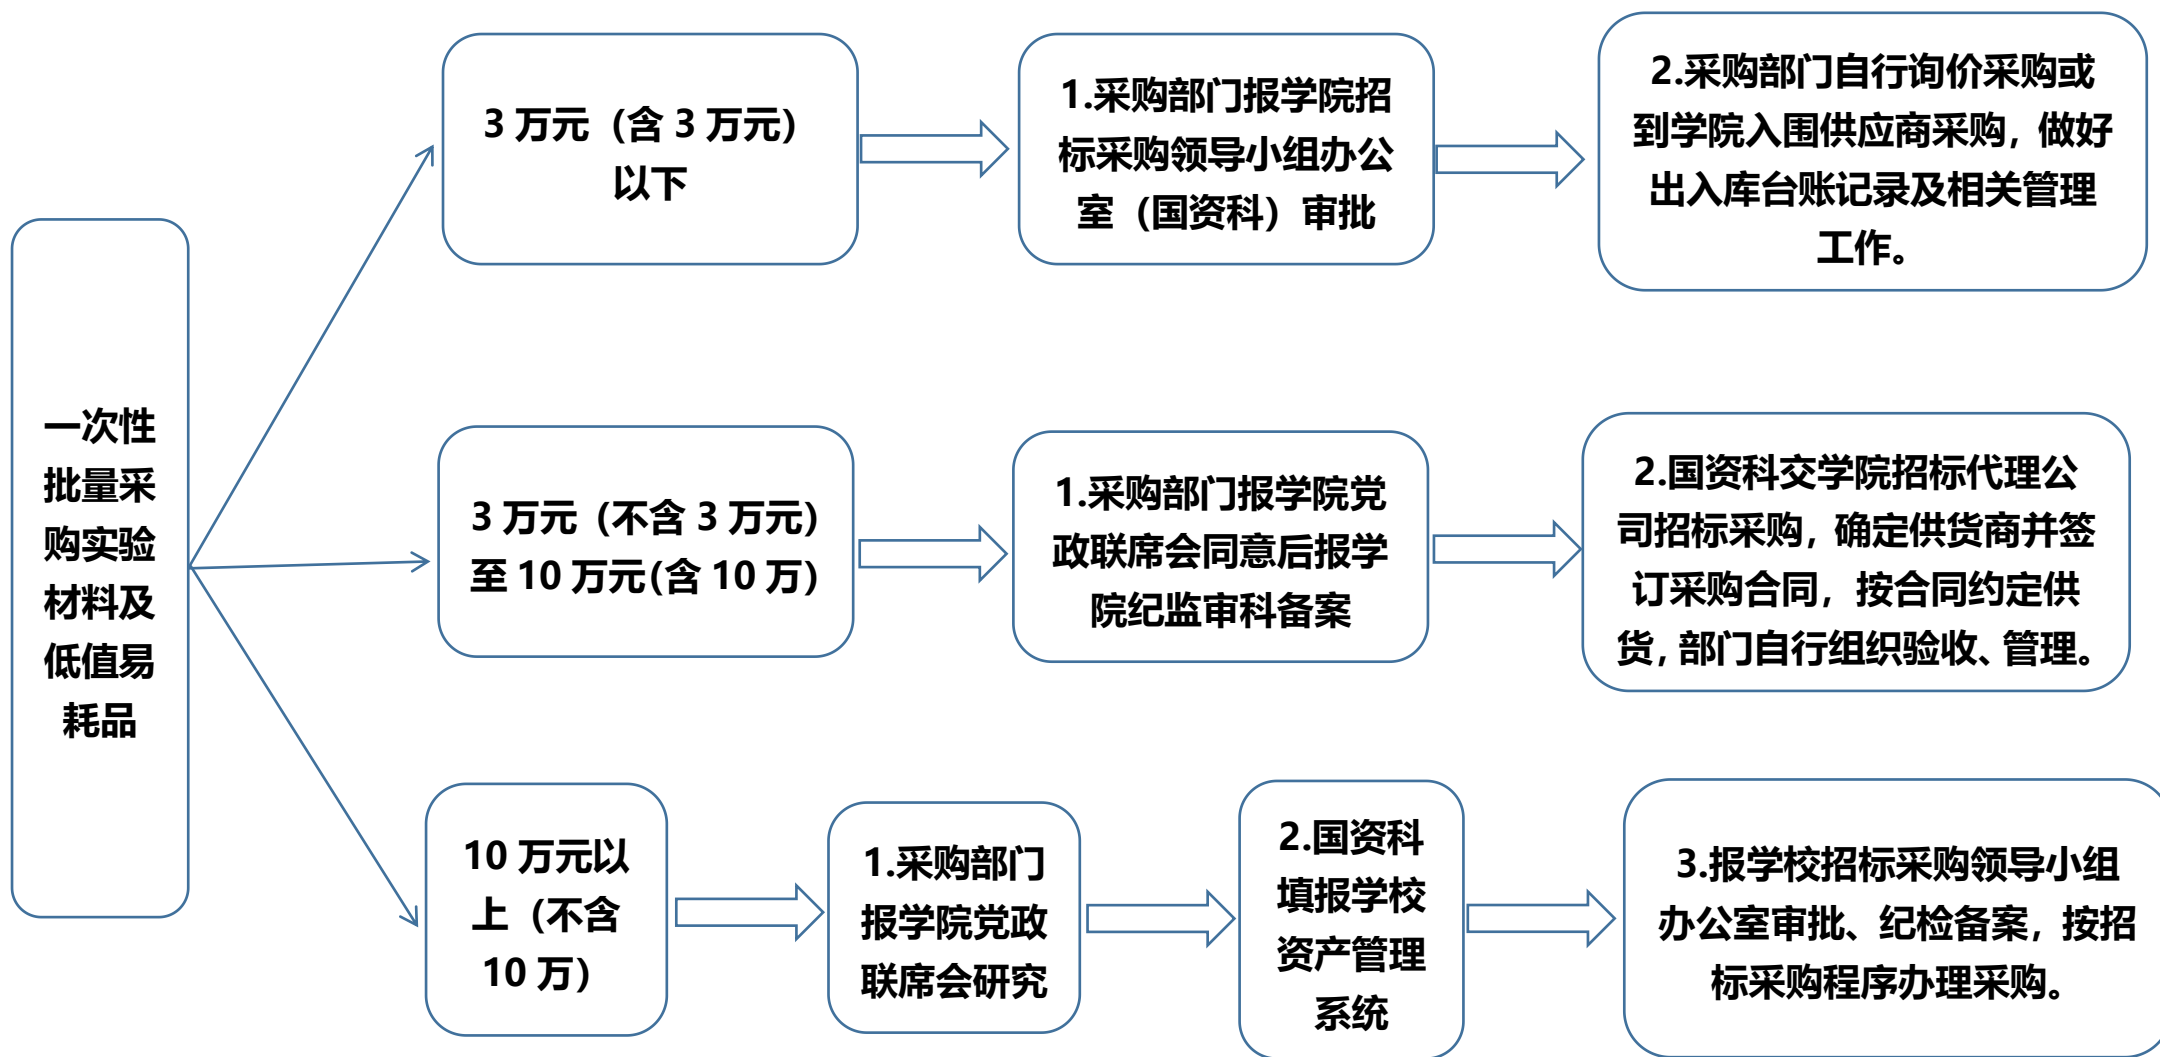 一次性
批量采
购实验
材料及
低值易
耗品
3 万元（含 3 万元）
以下
1.采购部门报学院招
标采购领导小组办公
室（国资科）审批
2.采购部门自行询价采购或
到学院入围供应商采购，做好
出入库台账记录及相关管理
工作。
3 万元（不含 3 万元）
至 10 万元（含 10 万）
1.采购部门报学院党
政联席会同意后报学
院纪监审科备案
2.国资科交学院招标代理公
司招标采购，确定供货商并签
订采购合同，按合同约定供
货，部门自行组织验收、管理。
10 万元以
上（不含
10 万）
1.采购部门
报学院党政
联席会研究
2.国资科
填报学校
资产管理
系统
3.报学校招标采购领导小组
办公室审批、纪检备案，按招
标采购程序办理采购。